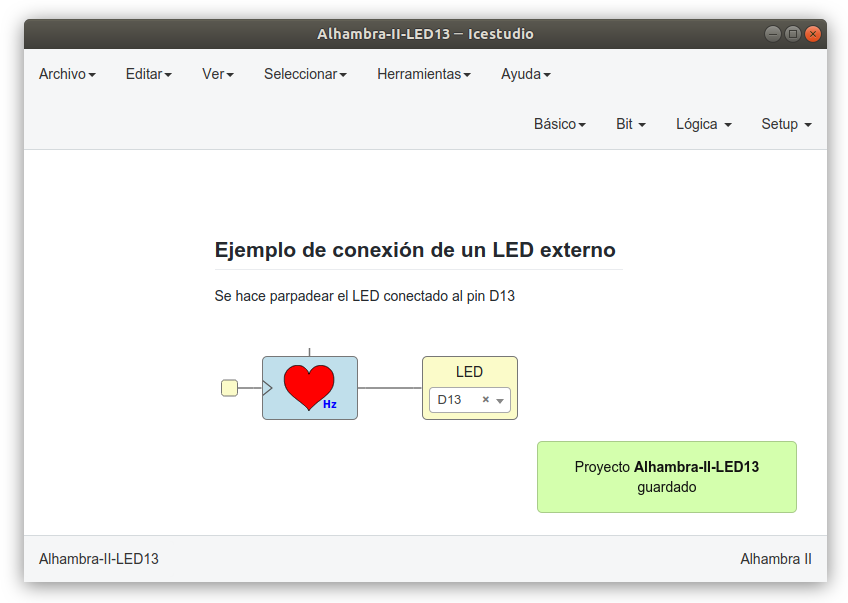 Alhambra-II-LED13 – Icestudio
Archivo Editar Ver Seleccionar Herramientas Ayuda
Básico Bit Lógica Setup
Ejemplo de conexión de un LED externo
Se hace parpadear el LED conectado al pin D13
LED
D13
Hz
Proyecto Alhambra-II-LED13
guardado
Alhambra-II-LED13 Alhambra II